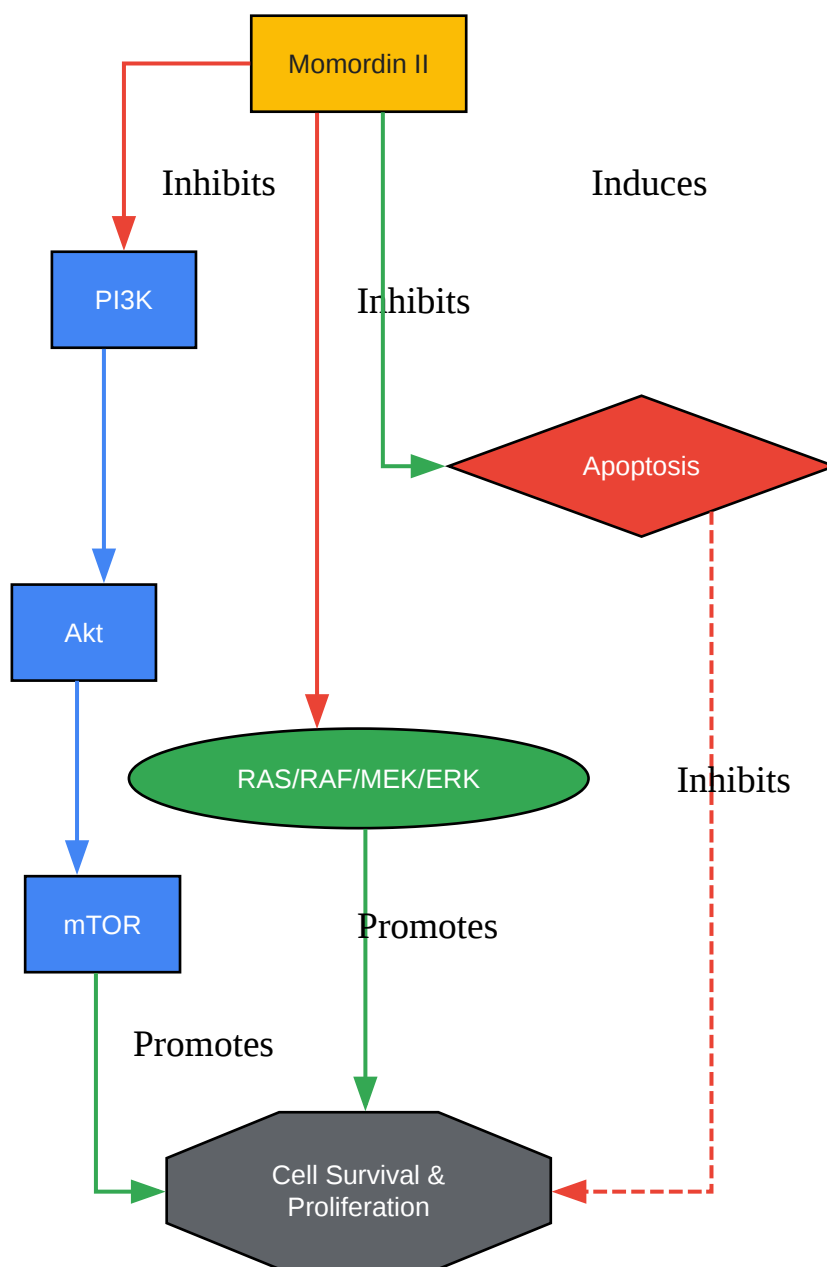 Momordin II
Inhibits
Induces
PI3K
Inhibits
Apoptosis
Akt
RAS/RAF/MEK/ERK
Inhibits
mTOR
Promotes
Promotes
Cell Survival &
Proliferation